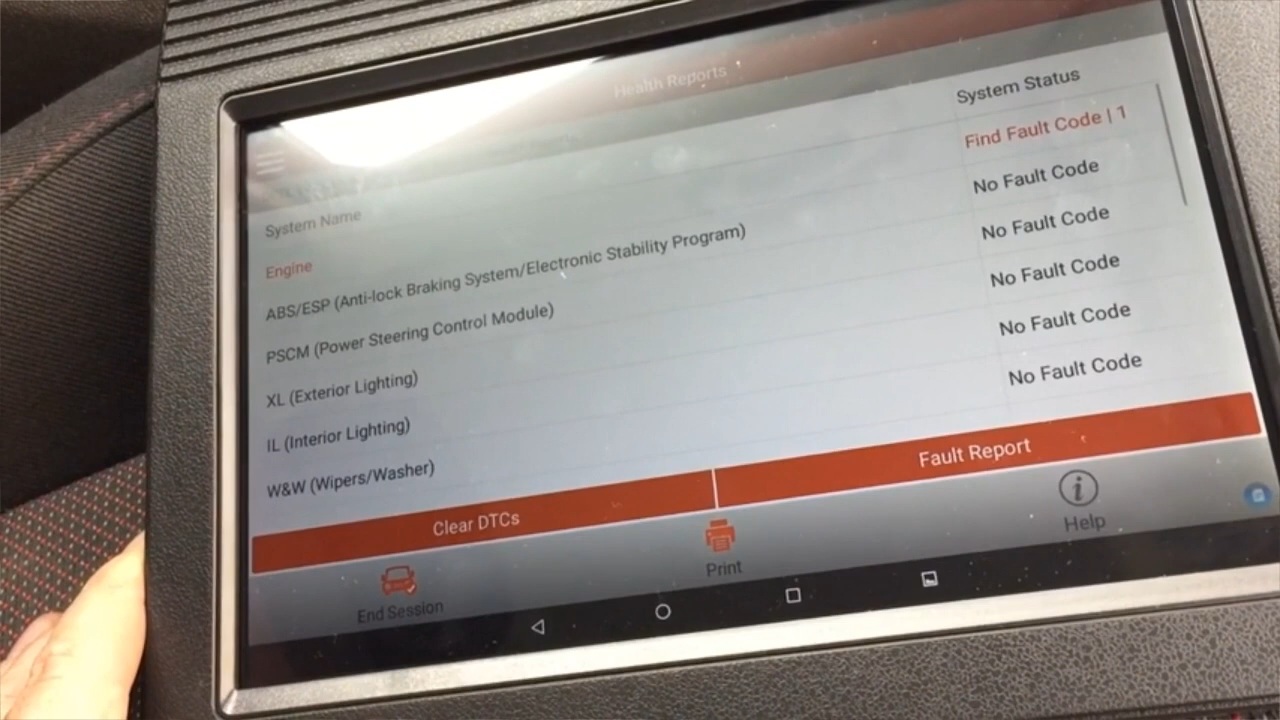 Health Reports
System Name System Status
Engine Find Fault Code | 1
ABS/ESP (Anti-lock Braking System/Electronic Stability Program) No Fault Code
PSCM (Power Steering Control Module) No Fault Code
XL (Exterior Lighting) No Fault Code
IL (Interior Lighting) No Fault Code
W&W (Wipers/Washer) No Fault Code
Clear DTCs Fault Report
End Session Print Help